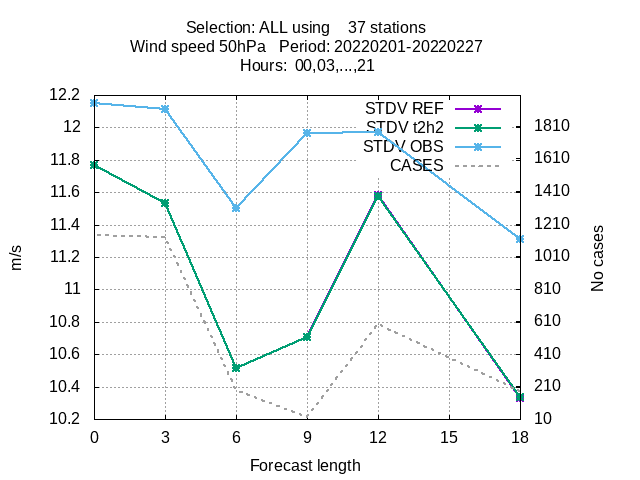 Selection: ALL using    37 stations
Wind speed 50hPa   Period: 20220201-20220227
Hours:  00,03,...,21
STDV REF
STDV t2h2
STDV OBS
CASES
12.2
12
11.8
11.6
11.4
11.2
11
10.8
10.6
10.4
10.2
m/s
1810
1610
1410
1210
1010
810
610
410
210
10
No cases
0 3 6 9 12 15 18
Forecast length